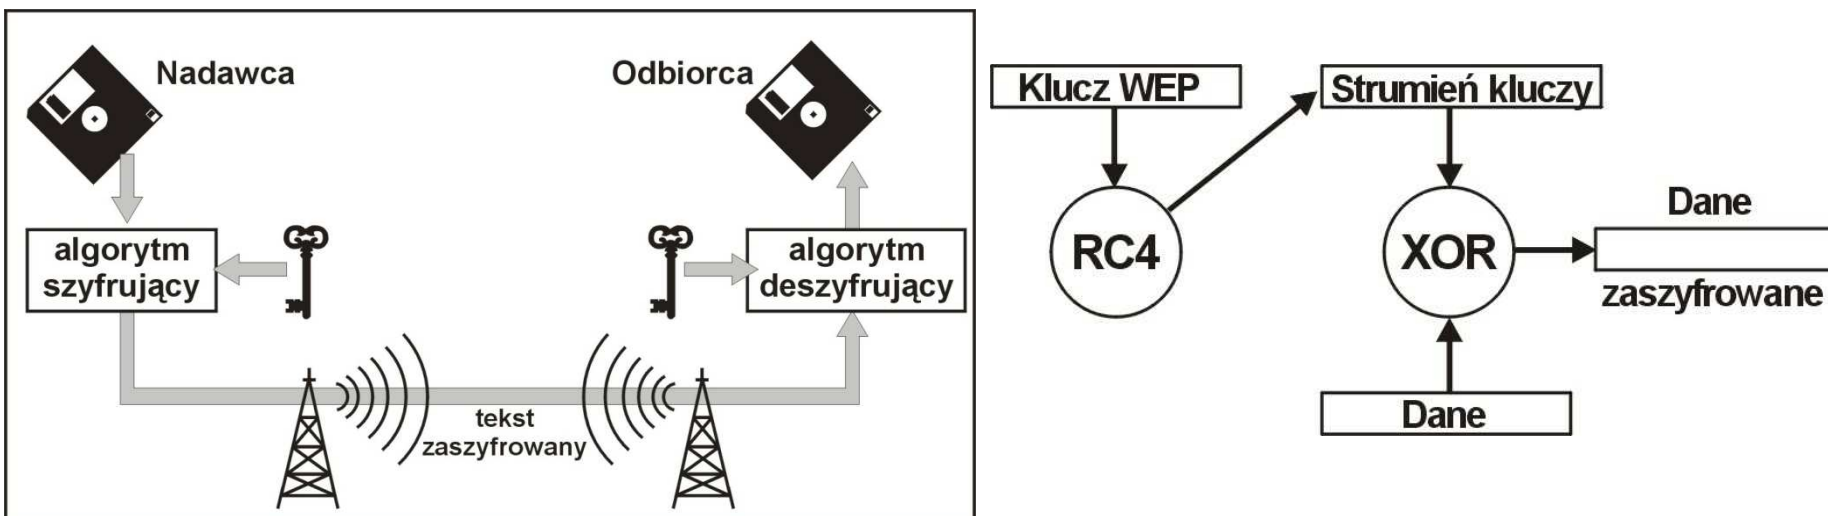 Nadawca
Odbiorca
algorytm
szyfrujący
algorytm
deszyfrujący
tekst
zaszyfrowany
Klucz WEP
Strumień kluczy
RC4
XOR
Dane
zaszyfrowane
Dane